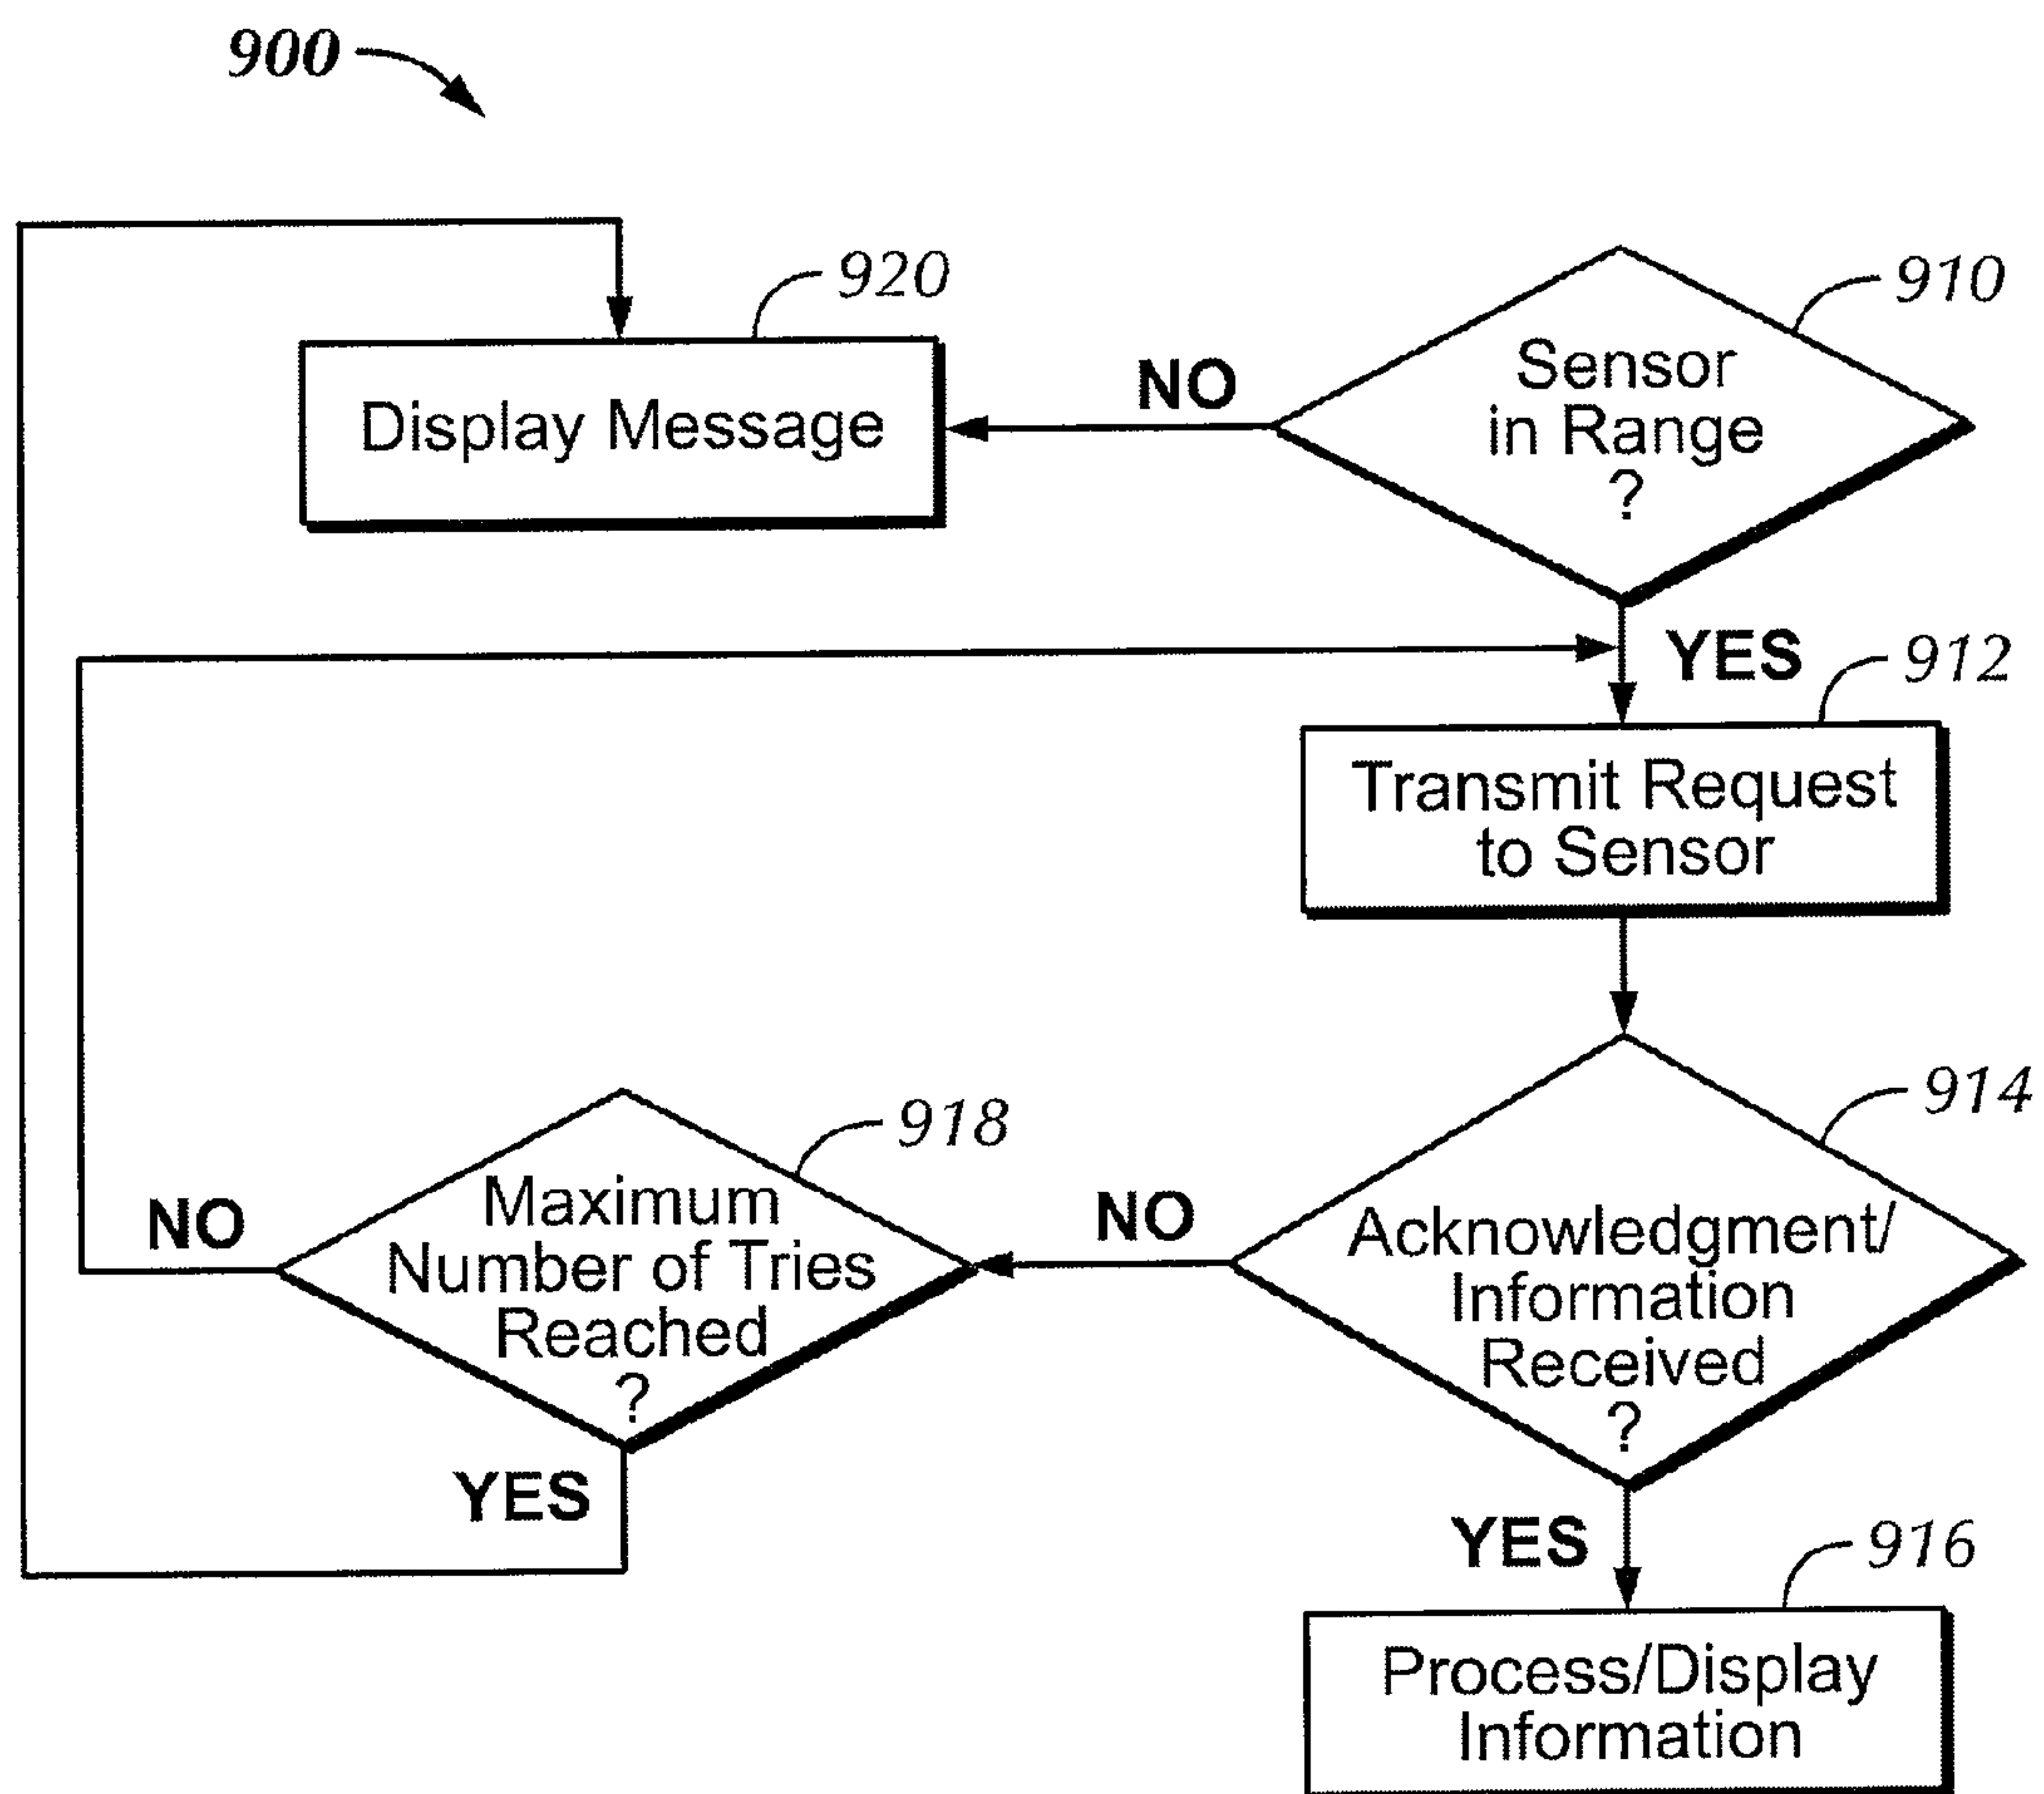 900
920
Display Message
NO
910
Sensor
in Range
?
YES
912
Transmit Request
to Sensor
914
Acknowledgment/
Information
Received
?
NO
918
Maximum
Number of Tries
Reached
?
NO
YES
YES
916
Process/Display
Information